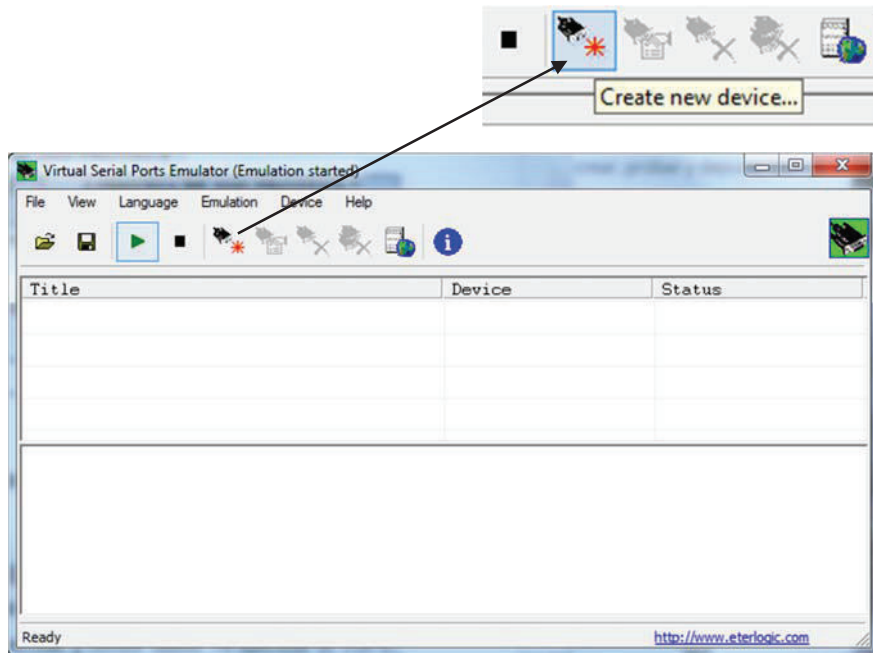 Create new device...
Virtual Serial Ports Emulator (Emulation started)
File View Language Emulation Device Help
Title Device Status
Ready http://www.eterlogic.com